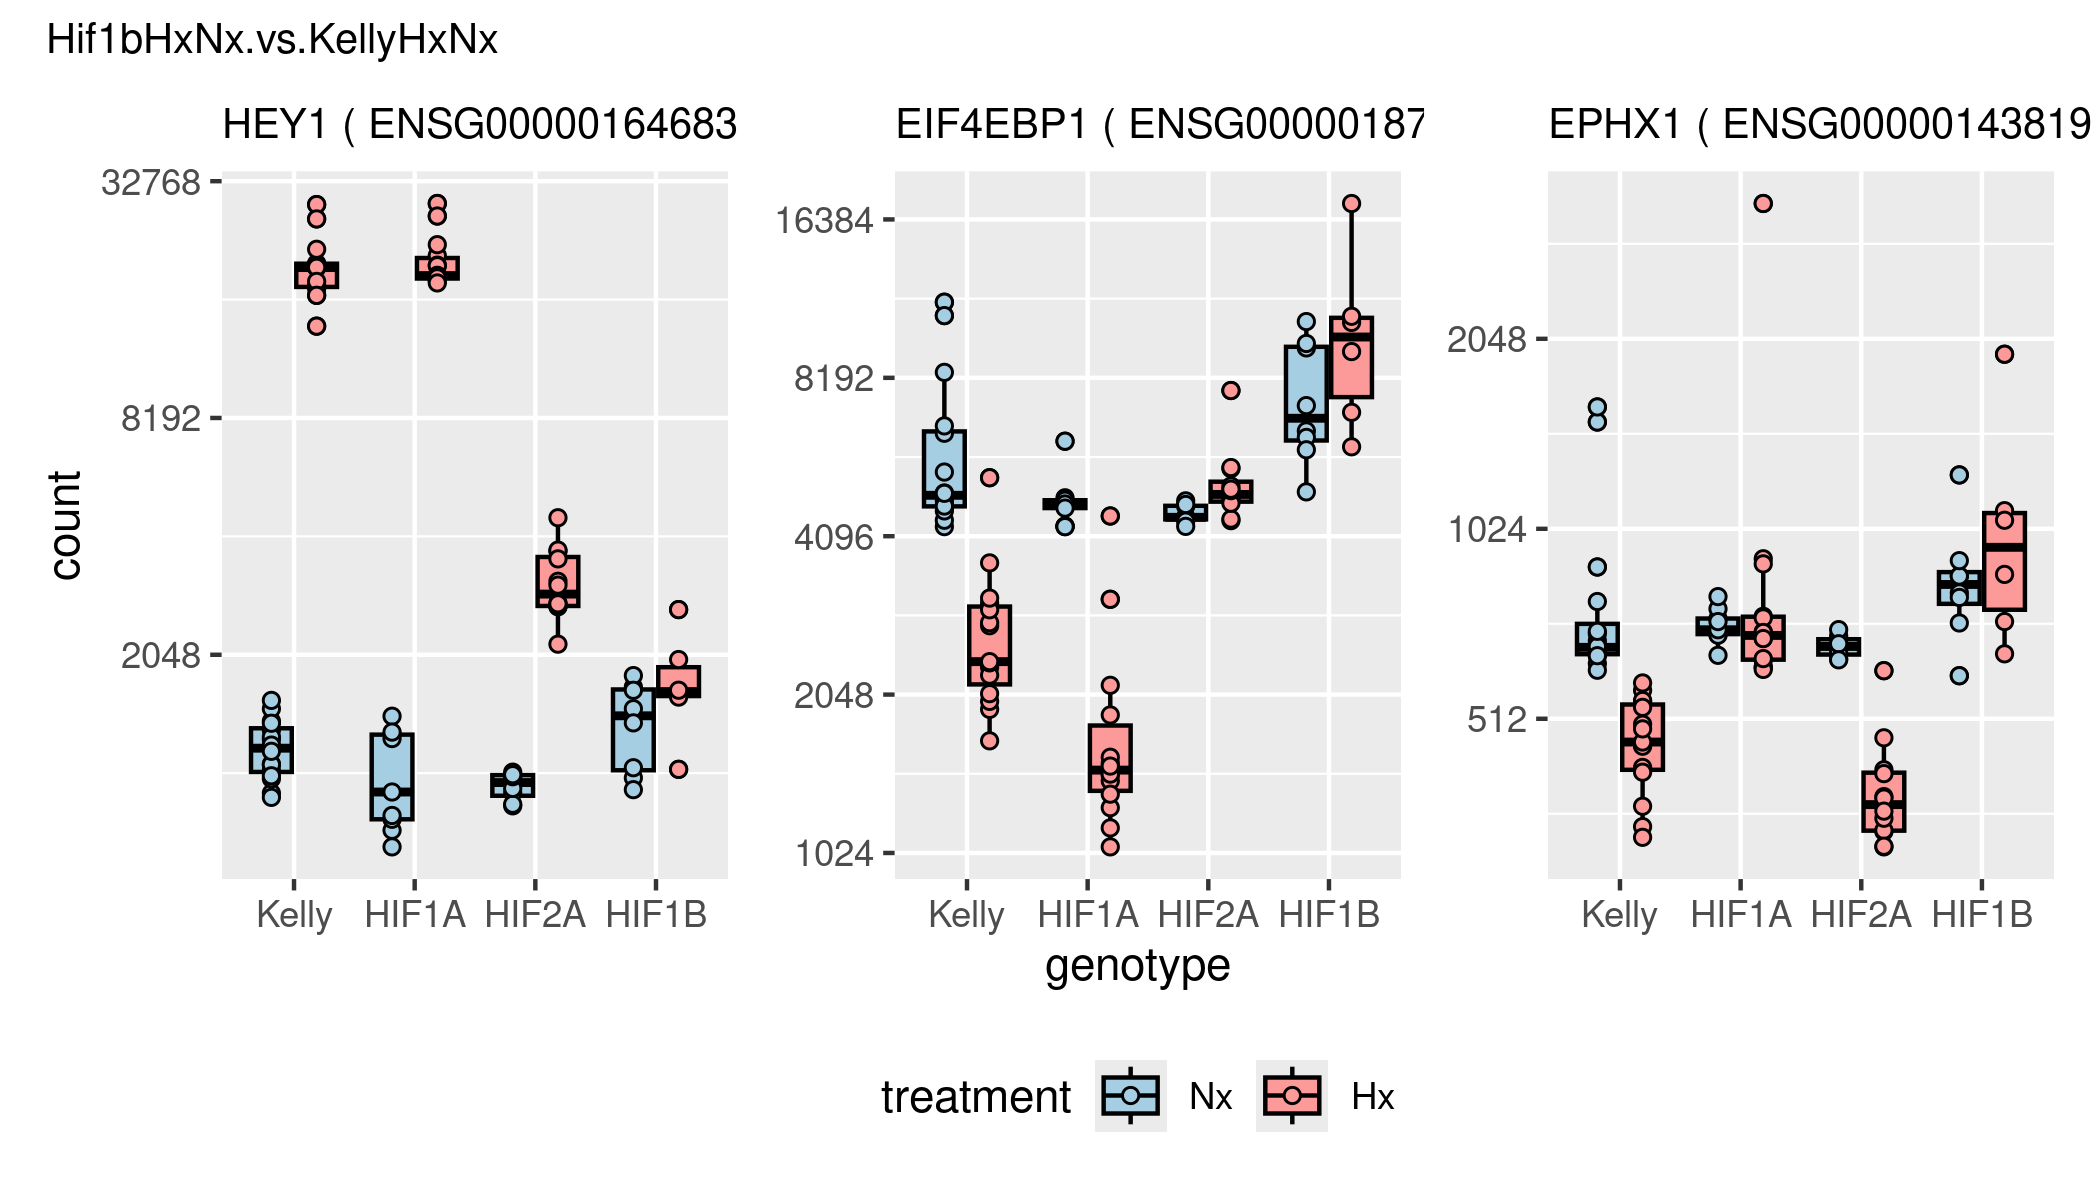 Hif1bHxNx.vs.KellyHxNx
HEY1 ( ENSG00000164683
EIF4EBP1 ( ENSG00000187
EPHX1 ( ENSG00000143819
count
32768
8192
2048
16384
8192
4096
2048
1024
2048
1024
512
Kelly HIF1A HIF2A HIF1B
Kelly HIF1A HIF2A HIF1B
Kelly HIF1A HIF2A HIF1B
genotype
treatment Nx Hx